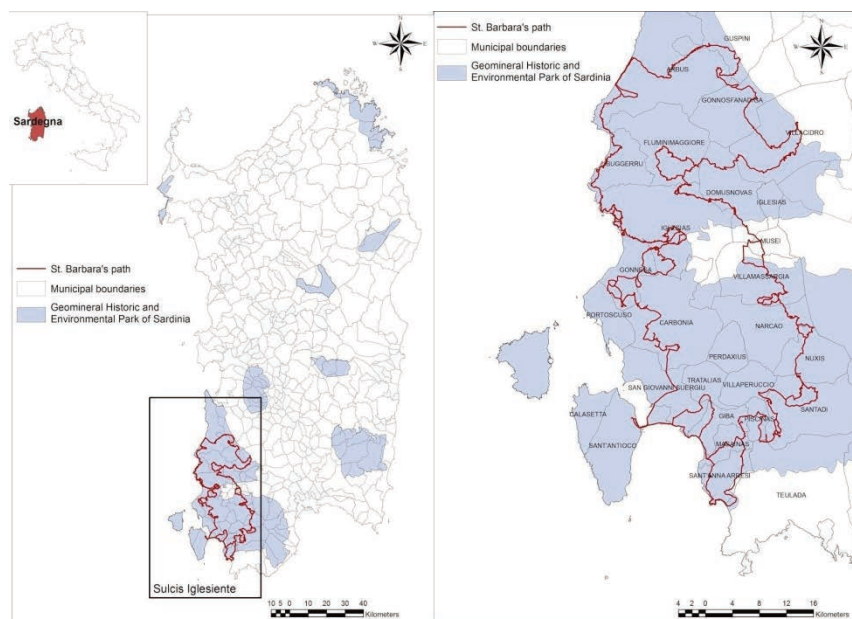 Sardegna
N
W E
S
St. Barbara's path
Municipal boundaries
Geomineral Historic and
Environmental Park of Sardinia
Sulcis Iglesiente
10 5 0 10 20 30 40
Kilometers
St. Barbara's path
Municipal boundaries
Geomineral Historic and
Environmental Park of Sardinia
N
W E
S
GUSPINI
ARBUS
GONNOSFANADIGA
VILLACIDRO
FLUMINIMAGGIORE
BUGGERRU
DOMUSNOVAS
IGLESIAS
IGLESIAS
MUSEI
GONNESA
VILLAMASSARGIA
PORTOSCUSO
CARBONIA
NARCAO
PERDAXIUS
NUXIS
TRATALIAS
SAN GIOVANNI SUERGIU
VILLAPERUCCIO
CALASETTA
GIBA
PISCINAS
SANTADI
SANT'ANTIOCO
MASAINAS
SANT'ANNA ARRESI
TEULADA
4 2 0 4 8 12 16
Kilometers